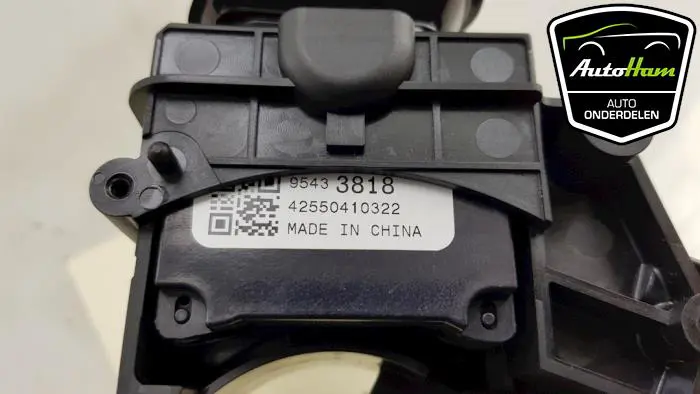 AutoHam
AUTO
ONDERDELEN
9543 3818
42550410322
MADE IN CHINA